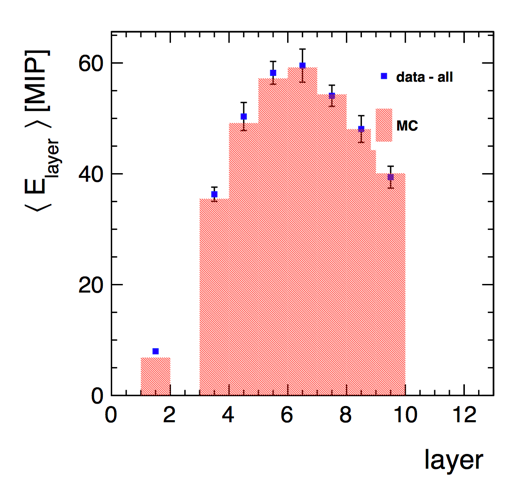 ⟨ E_layer ⟩ [MIP]
60
40
20
0
data - all
MC
0 2 4 6 8 10 12
layer